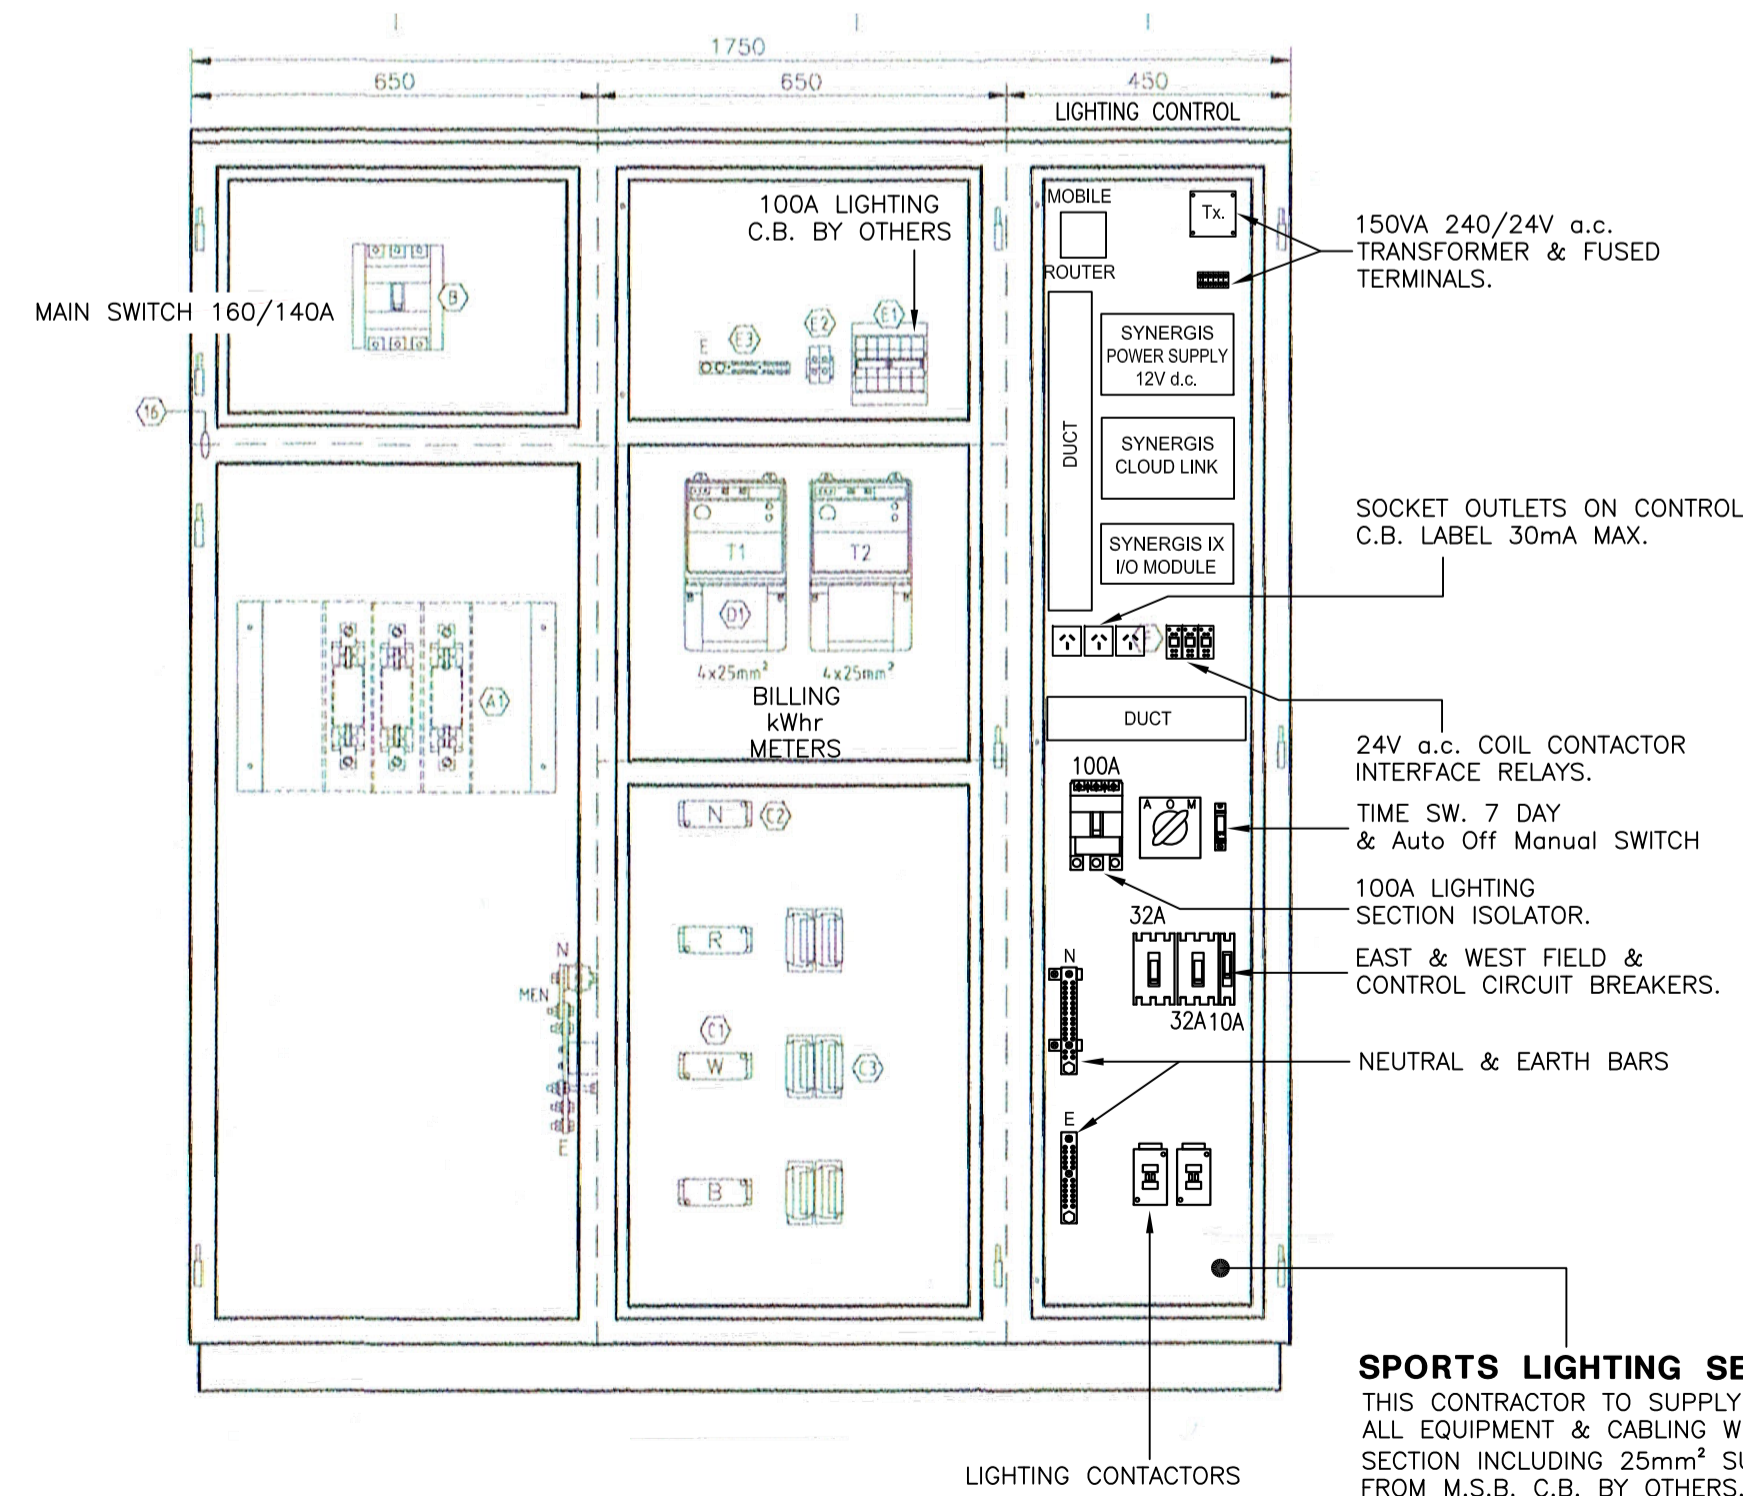 1750
650
650
450
LIGHTING CONTROL
MOBILE
ROUTER
Tx.
100A LIGHTING
C.B. BY OTHERS
150VA 240/24V a.c.
TRANSFORMER & FUSED
TERMINALS.
MAIN SWITCH 160/140A
B
E
E3
E2
E1
SYNERGIS
POWER SUPPLY
12V d.c.
16
DUCT
SYNERGIS
CLOUD LINK
T1
T2
SYNERGIS IX
I/O MODULE
SOCKET OUTLETS ON CONTROL
C.B. LABEL 30mA MAX.
D1
4x25mm²
4x25mm²
BILLING
kWhr
METERS
A1
DUCT
24V a.c. COIL CONTACTOR
INTERFACE RELAYS.
100A
A O M
TIME SW. 7 DAY
& Auto Off Manual SWITCH
N
C2
100A LIGHTING
SECTION ISOLATOR.
32A
R
N
MEN
N
EAST & WEST FIELD &
CONTROL CIRCUIT BREAKERS.
32A 10A
C1
W
C3
NEUTRAL & EARTH BARS
E
E
B
SPORTS LIGHTING SE
THIS CONTRACTOR TO SUPPLY
ALL EQUIPMENT & CABLING W
SECTION INCLUDING 25mm² SU
FROM M.S.B. C.B. BY OTHERS.
LIGHTING CONTACTORS